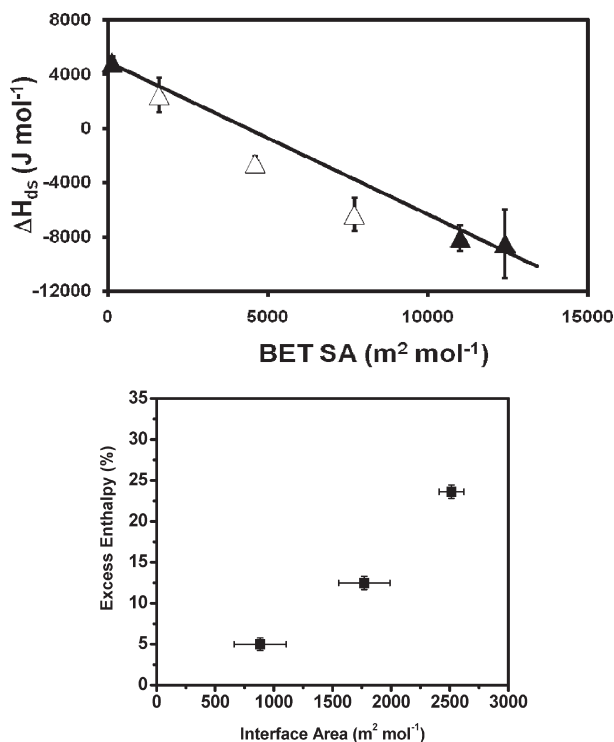 8000
4000
0
-4000
-8000
-12000
ΔHds (J mol-1)
0 5000 10000 15000
BET SA (m2 mol-1)
35
30
25
20
15
10
5
0
Excess Enthalpy (%)
0 500 1000 1500 2000 2500 3000
Interface Area (m2 mol-1)